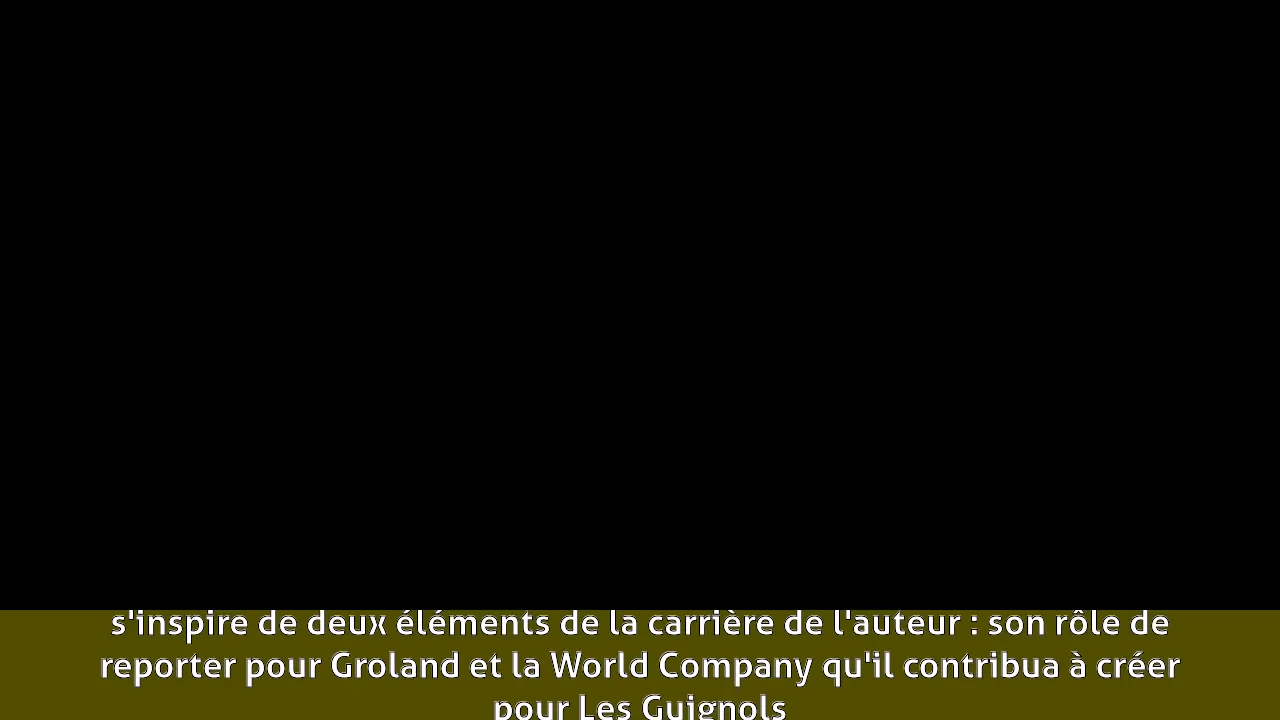 s'inspire de deux éléments de la carrière de l'auteur : son rôle de
reporter pour Groland et la World Company qu'il contribua à créer
pour Les Guignols